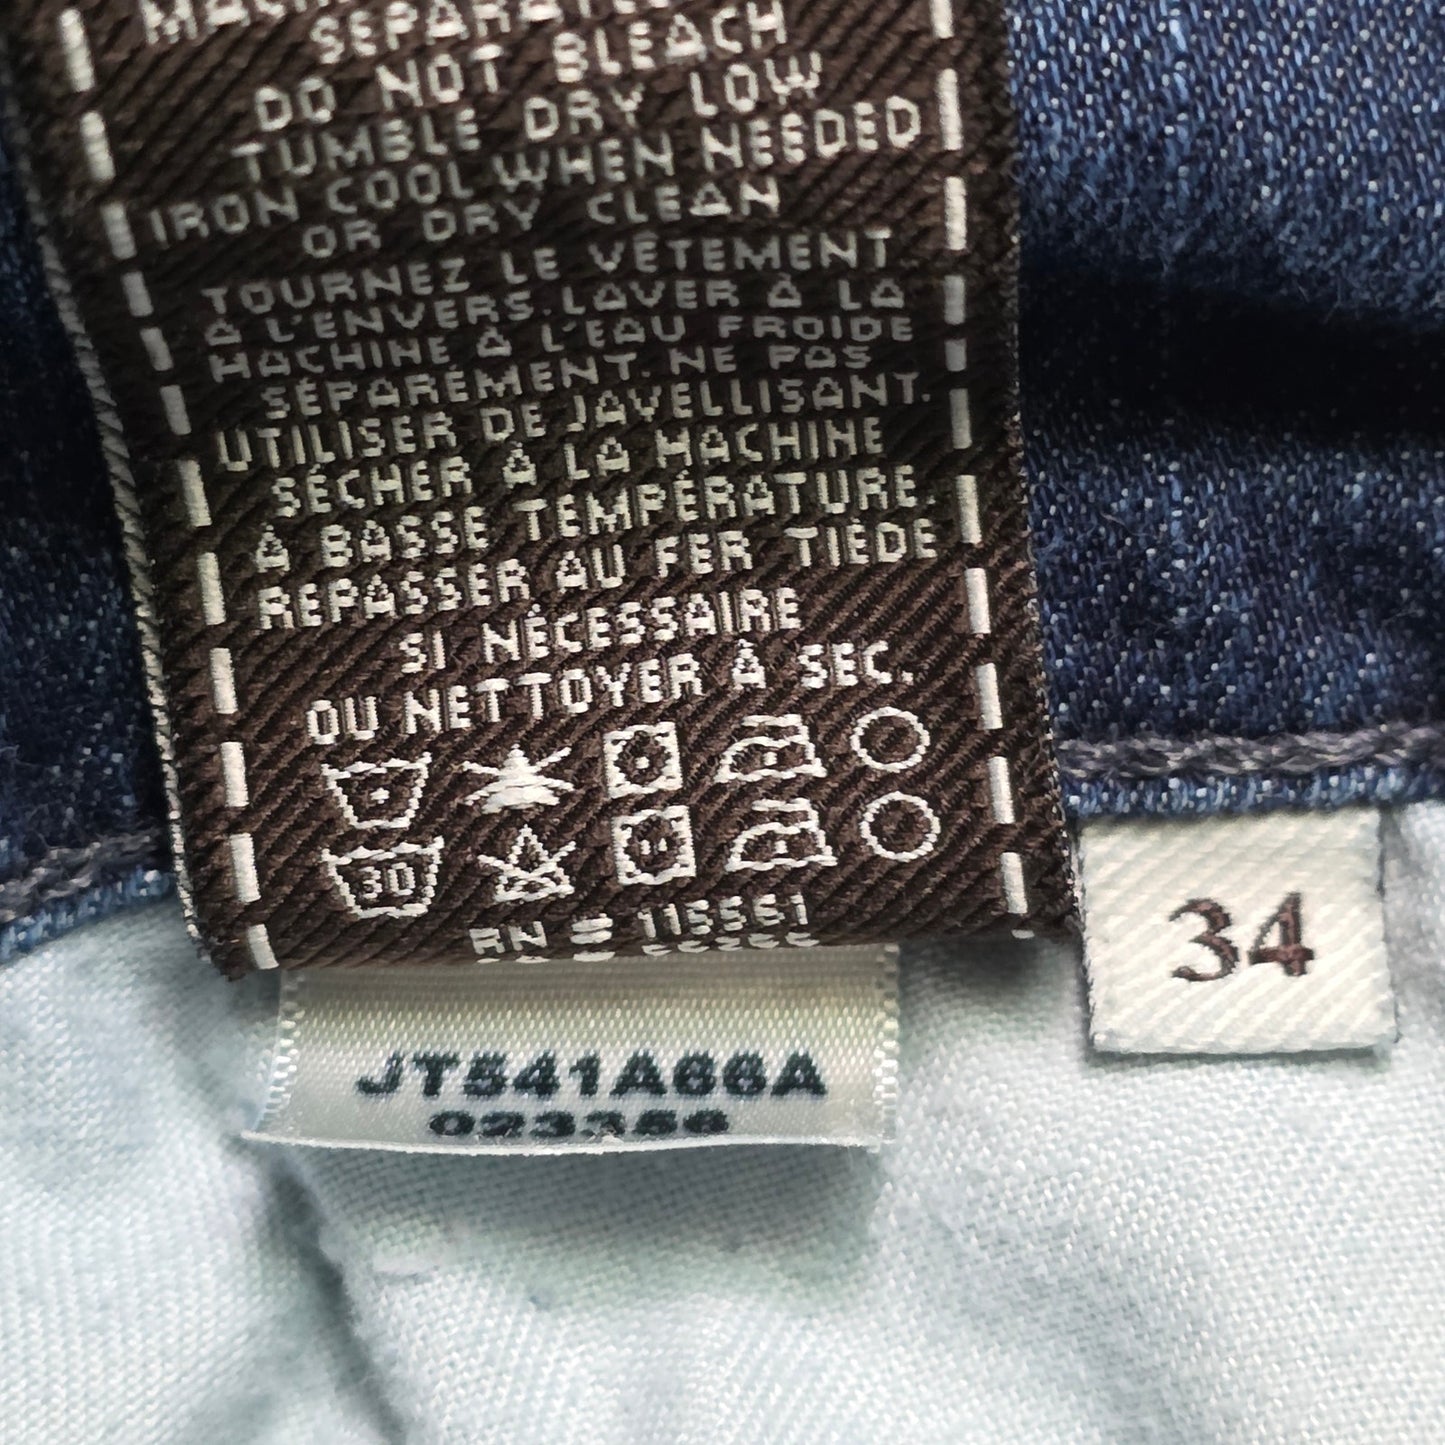 SEPARATE
DO NOT BLEACH
TUMBLE DRY LOW
IRON COOL WHEN NEEDED
OR DRY CLEAN
TOURNEZ LE VÊTEMENT
À L'ENVERS. LAVER À LA
MACHINE À L'EAU FROIDE
SÉPARÉMENT. NE PAS
UTILISER DE JAVELLISANT.
SÉCHER À LA MACHINE
À BASSE TEMPÉRATURE.
REPASSER AU FER TIÈDE
SI NÉCESSAIRE
OU NETTOYER À SEC.
30
RN = 115561
34
JT541A66A
023356